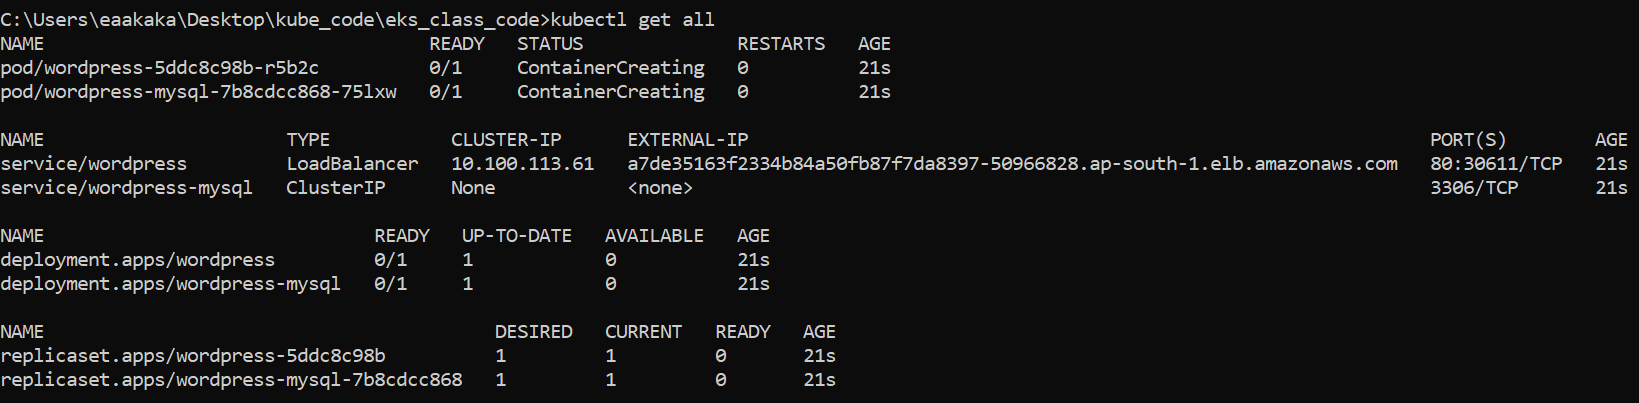 C:\Users\eaakaka\Desktop\kube_code\eks_class_code>kubectl get all
NAME READY STATUS RESTARTS AGE
pod/wordpress-5ddc8c98b-r5b2c 0/1 ContainerCreating 0 21s
pod/wordpress-mysql-7b8cdcc868-75lxw 0/1 ContainerCreating 0 21s
NAME TYPE CLUSTER-IP EXTERNAL-IP PORT(S) AGE
service/wordpress LoadBalancer 10.100.113.61 a7de35163f2334b84a50fb87f7da8397-50966828.ap-south-1.elb.amazonaws.com 80:30611/TCP 21s
service/wordpress-mysql ClusterIP None <none> 3306/TCP 21s
NAME READY UP-TO-DATE AVAILABLE AGE
deployment.apps/wordpress 0/1 1 0 21s
deployment.apps/wordpress-mysql 0/1 1 0 21s
NAME DESIRED CURRENT READY AGE
replicaset.apps/wordpress-5ddc8c98b 1 1 0 21s
replicaset.apps/wordpress-mysql-7b8cdcc868 1 1 0 21s